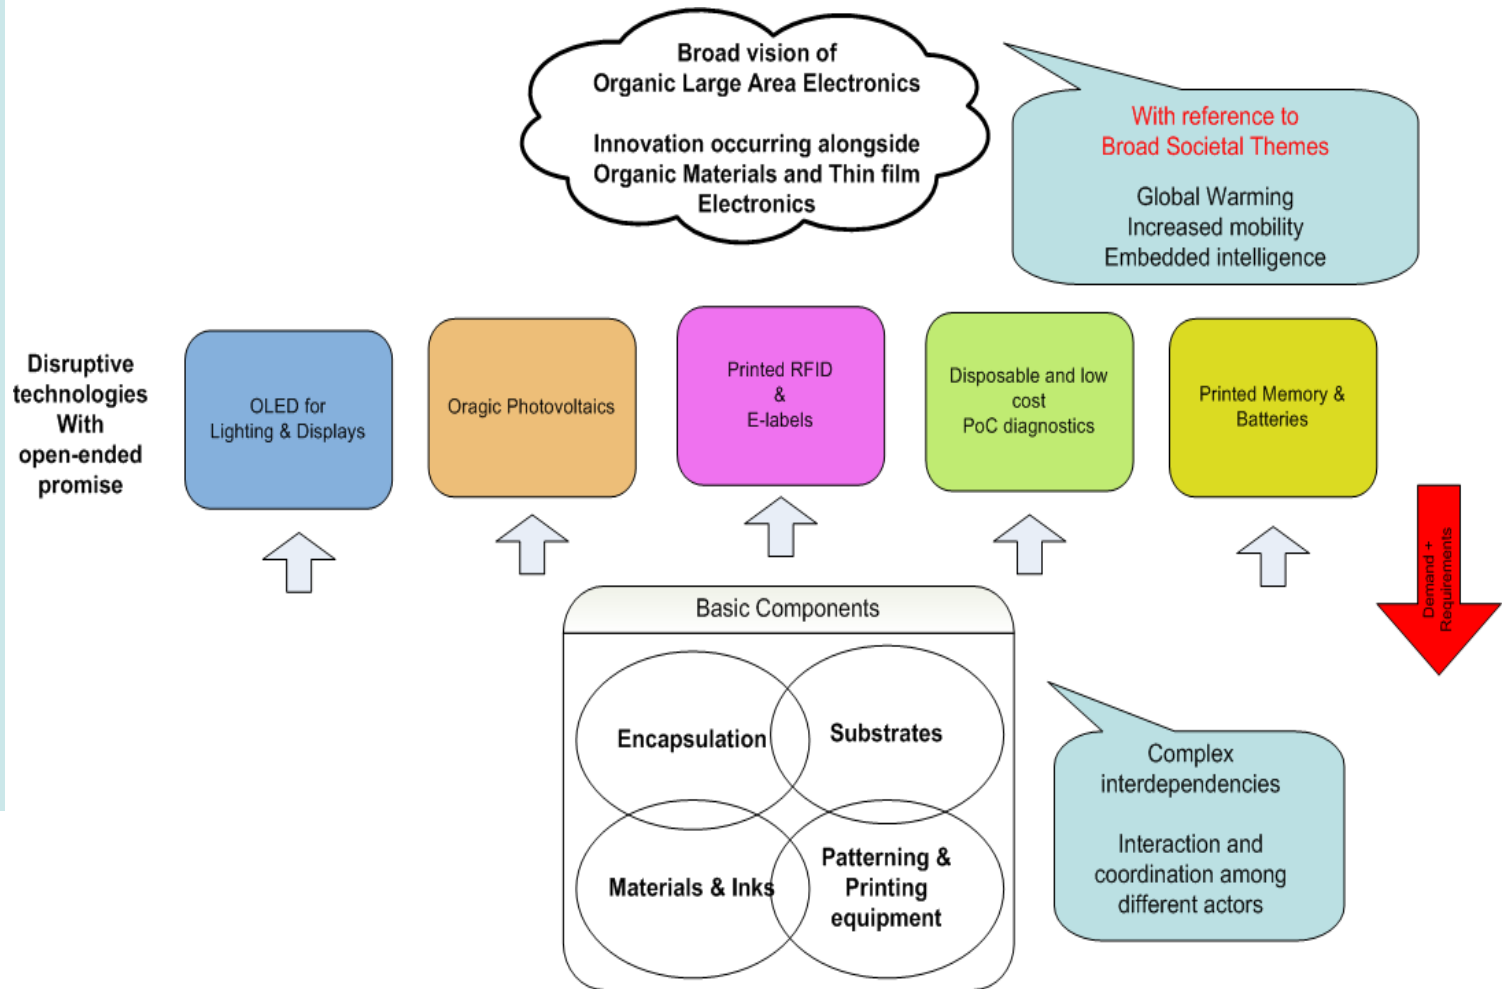 Broad vision of
Organic Large Area Electronics
Innovation occurring alongside
Organic Materials and Thin film
Electronics
With reference to
Broad Societal Themes
Global Warming
Increased mobility
Embedded intelligence
Disruptive
technologies
With
open-ended
promise
OLED for
Lighting & Displays
Oragic Photovoltaics
Printed RFID
&
E-labels
Disposable and low
cost
PoC diagnostics
Printed Memory &
Batteries
Demand +
Requirements
Basic Components
Encapsulation
Substrates
Materials & Inks
Patterning &
Printing
equipment
Complex
interdependencies
Interaction and
coordination among
different actors